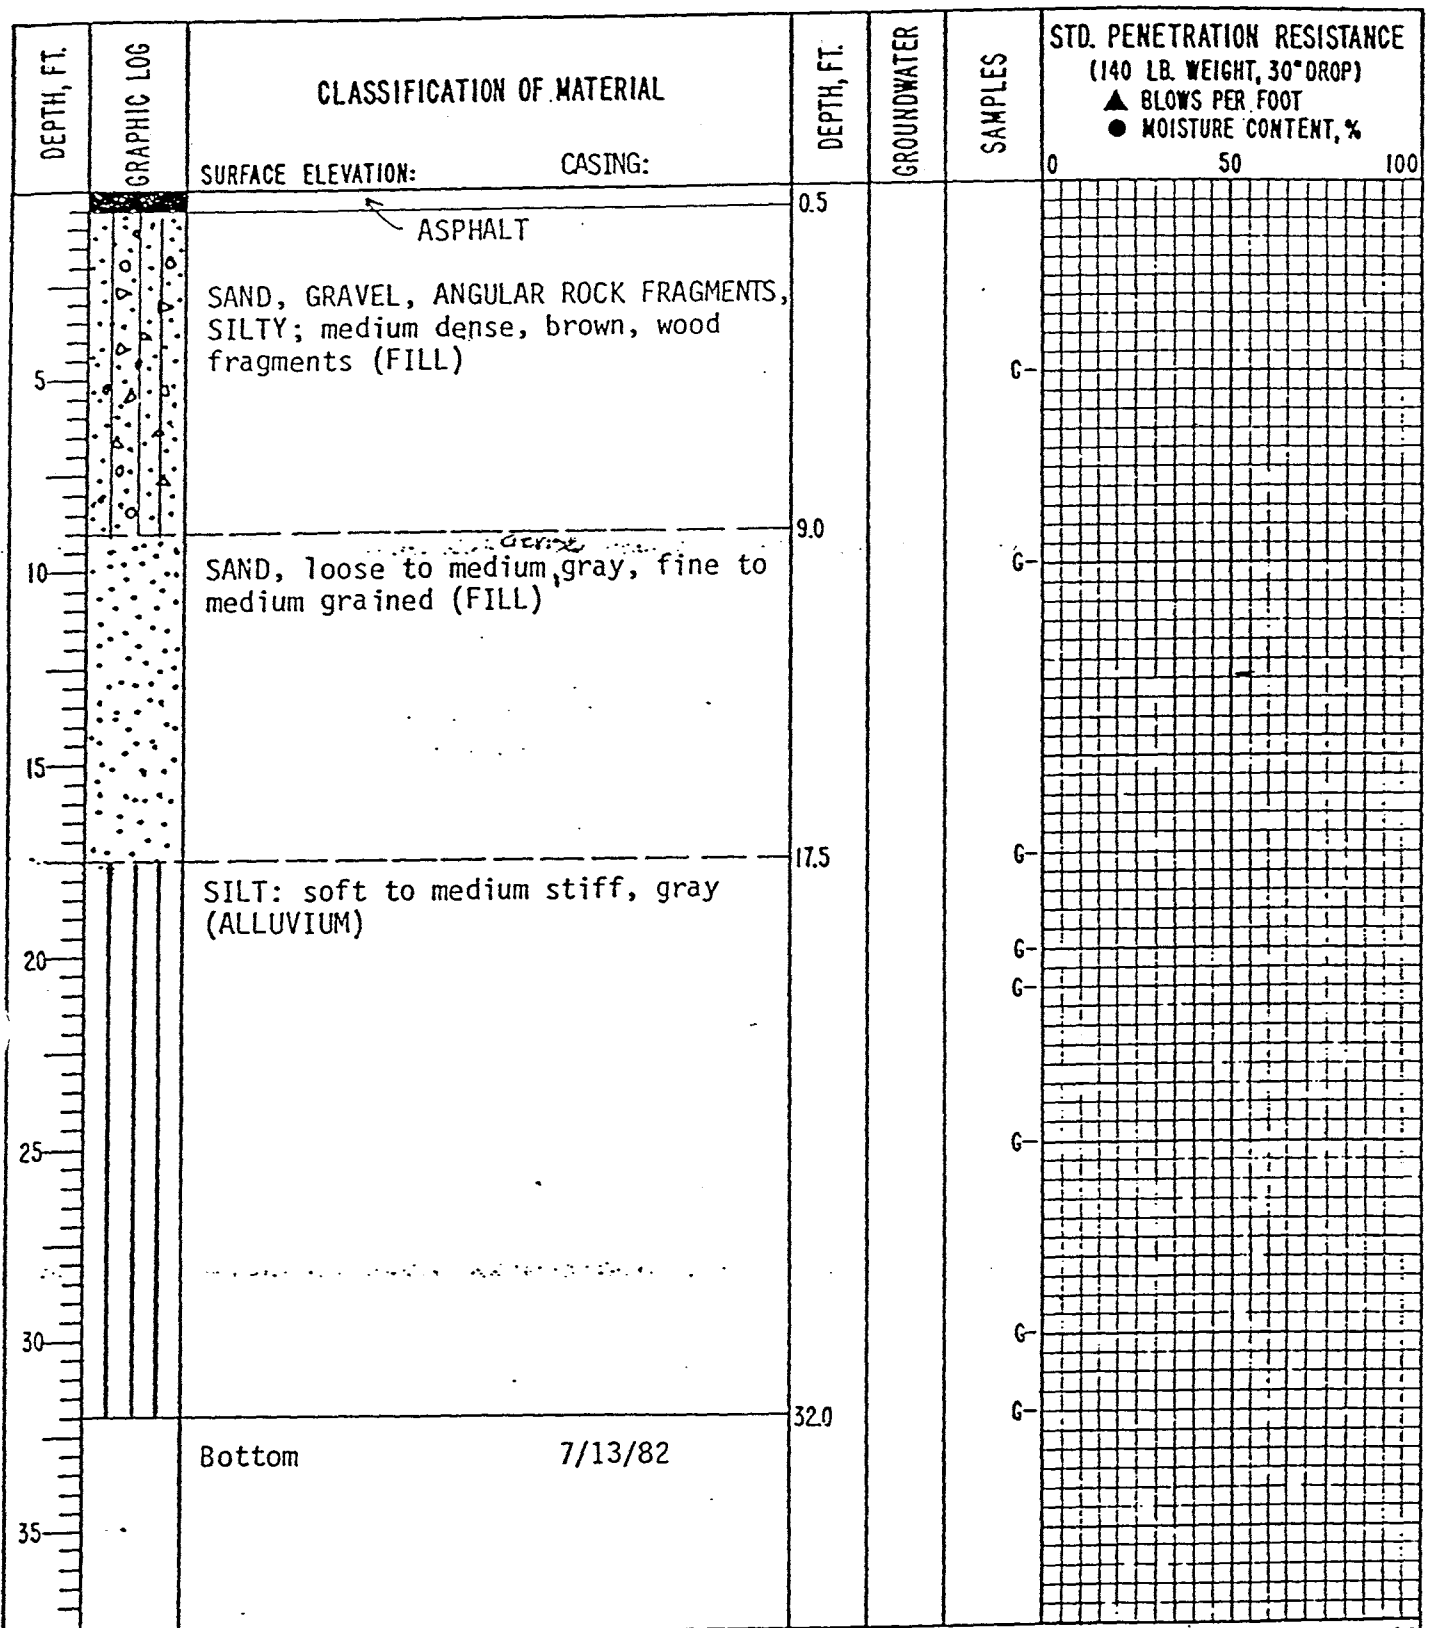 DEPTH, FT.
GRAPHIC LOG
CLASSIFICATION OF MATERIAL
SURFACE ELEVATION: CASING:
DEPTH, FT.
GROUNDWATER
SAMPLES
STD. PENETRATION RESISTANCE
(140 LB. WEIGHT, 30" DROP)
▲ BLOWS PER FOOT
● MOISTURE CONTENT, %
0 50 100
0.5
ASPHALT
SAND, GRAVEL, ANGULAR ROCK FRAGMENTS,
SILTY; medium dense, brown, wood
fragments (FILL)
5
G
9.0
SAND, loose to medium, gray, fine to
medium grained (FILL)
10
G
15
17.5
G
SILT: soft to medium stiff, gray
(ALLUVIUM)
20
G
G
25
G
30
G
32.0
G
Bottom 7/13/82
35